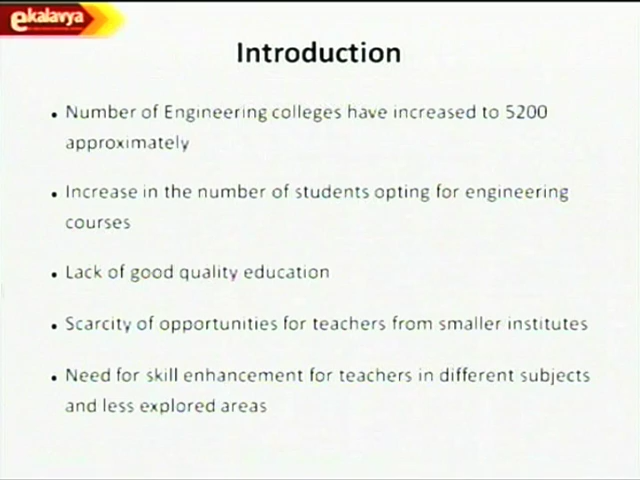 ekalavya
Introduction
• Number of Engineering colleges have increased to 5200
approximately
• Increase in the number of students opting for engineering
courses
• Lack of good quality education
• Scarcity of opportunities for teachers from smaller institutes
• Need for skill enhancement for teachers in different subjects
and less explored areas